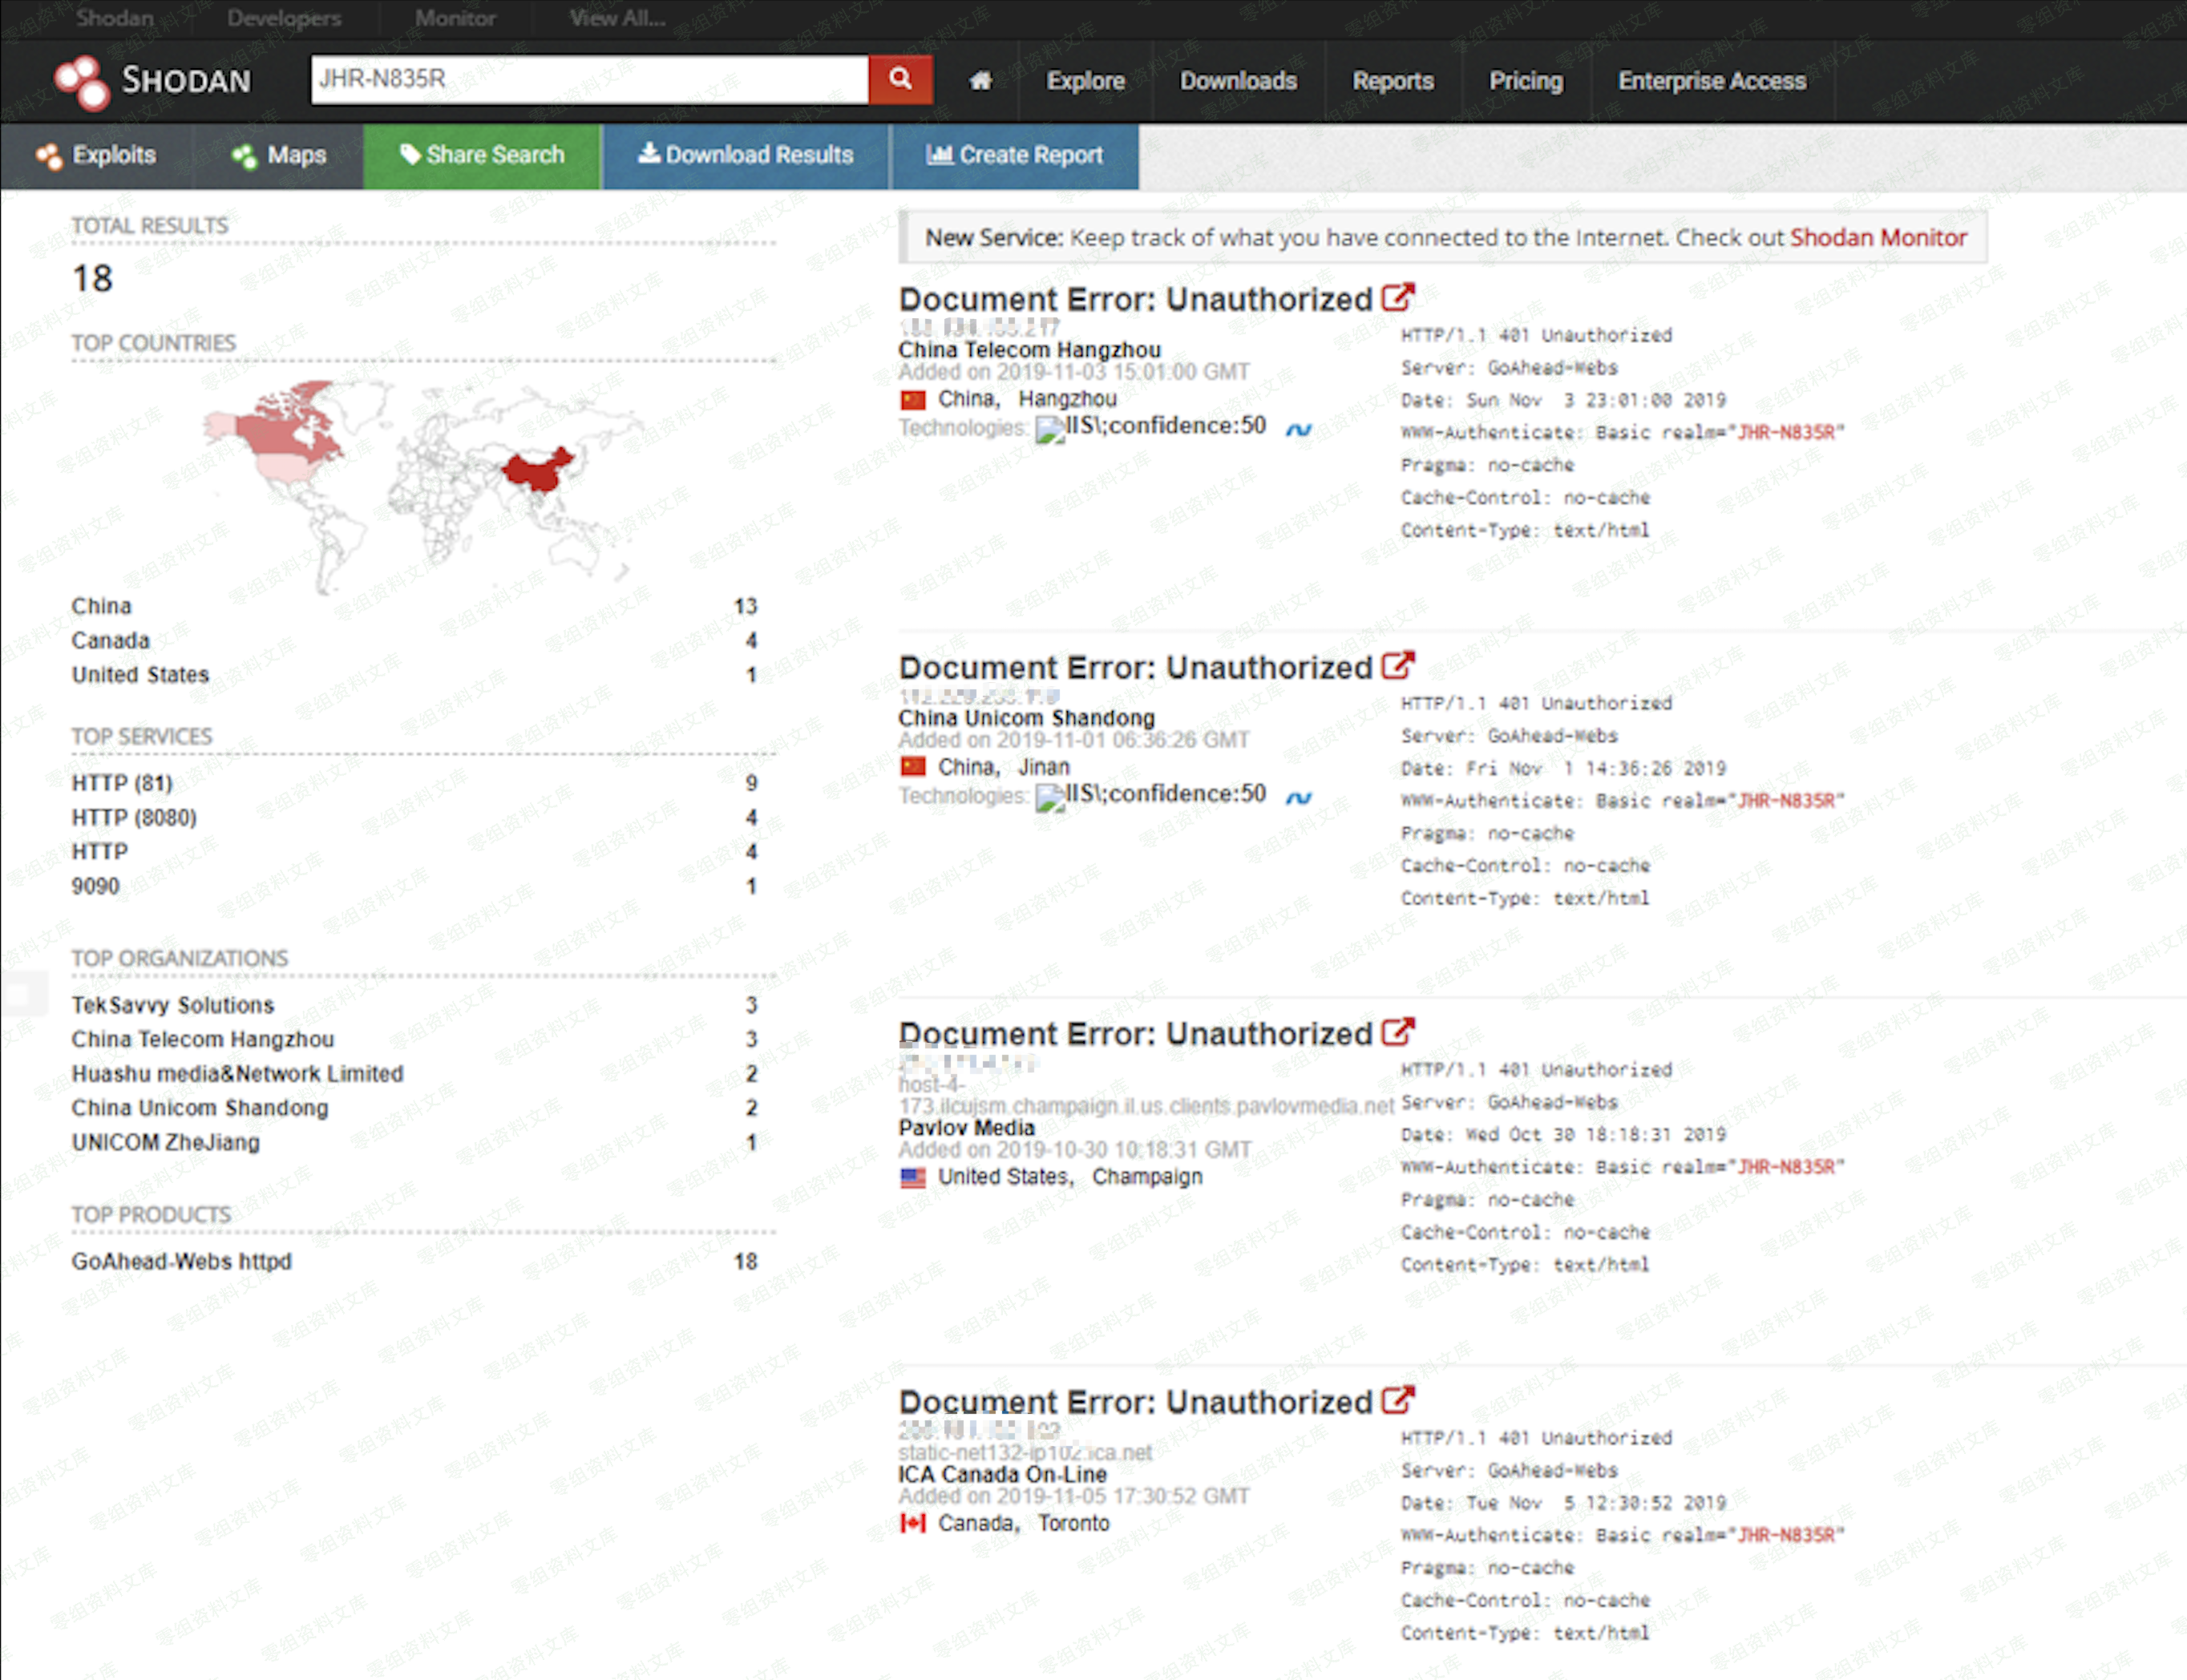 Shodan Developers Monitor View All...
SHODAN JHR-N835R Explore Downloads Reports Pricing Enterprise Access
Exploits Maps Share Search Download Results Create Report
TOTAL RESULTS
18
TOP COUNTRIES
China 13
Canada 4
United States 1
TOP SERVICES
HTTP (81) 9
HTTP (8080) 4
HTTP 4
9090 1
TOP ORGANIZATIONS
TekSavvy Solutions 3
China Telecom Hangzhou 3
Huashu media&Network Limited 2
China Unicom Shandong 2
UNICOM ZheJiang 1
TOP PRODUCTS
GoAhead-Webs httpd 18
New Service: Keep track of what you have connected to the Internet. Check out Shodan Monitor
Document Error: Unauthorized
China Telecom Hangzhou
Added on 2019-11-03 15:01:00 GMT
China, Hangzhou
Technologies: IIS\;confidence:50
HTTP/1.1 401 Unauthorized
Server: GoAhead-Webs
Date: Sun Nov 3 23:01:00 2019
WWW-Authenticate: Basic realm="JHR-N835R"
Pragma: no-cache
Cache-Control: no-cache
Content-Type: text/html
Document Error: Unauthorized
China Unicom Shandong
Added on 2019-11-01 06:36:26 GMT
China, Jinan
Technologies: IIS\;confidence:50
HTTP/1.1 401 Unauthorized
Server: GoAhead-Webs
Date: Fri Nov 1 14:36:26 2019
WWW-Authenticate: Basic realm="JHR-N835R"
Pragma: no-cache
Cache-Control: no-cache
Content-Type: text/html
Document Error: Unauthorized
host-4-
173.ilcujsm.champaign.il.us.clients.pavlovmedia.net
Pavlov Media
Added on 2019-10-30 10:18:31 GMT
United States, Champaign
HTTP/1.1 401 Unauthorized
Server: GoAhead-Webs
Date: Wed Oct 30 18:18:31 2019
WWW-Authenticate: Basic realm="JHR-N835R"
Pragma: no-cache
Cache-Control: no-cache
Content-Type: text/html
Document Error: Unauthorized
static-net132-ip102.ica.net
ICA Canada On-Line
Added on 2019-11-05 17:30:52 GMT
Canada, Toronto
HTTP/1.1 401 Unauthorized
Server: GoAhead-Webs
Date: Tue Nov 5 12:30:52 2019
WWW-Authenticate: Basic realm="JHR-N835R"
Pragma: no-cache
Cache-Control: no-cache
Content-Type: text/html
零组资料文库